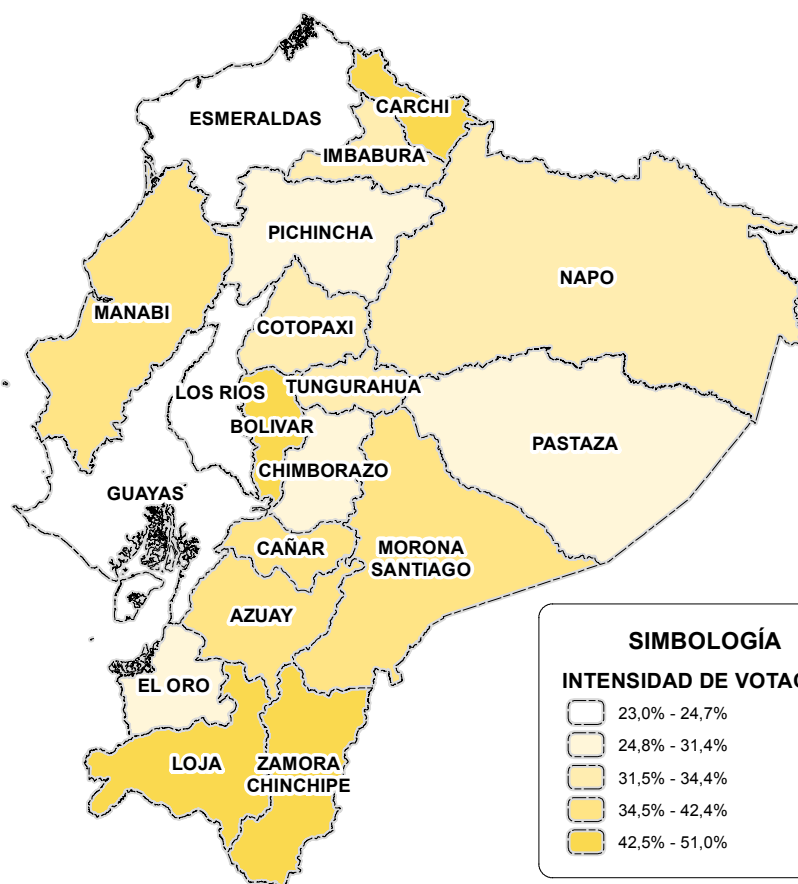 ESMERALDAS
CARCHI
IMBABURA
PICHINCHA
NAPO
MANABI
COTOPAXI
LOS RIOS
TUNGURAHUA
BOLIVAR
PASTAZA
CHIMBORAZO
GUAYAS
CAÑAR
MORONA
SANTIAGO
AZUAY
EL ORO
LOJA
ZAMORA
CHINCHIPE
SIMBOLOGÍA
INTENSIDAD DE
23,0% - 24,7%
24,8% - 31,4%
31,5% - 34,4%
34,5% - 42,4%
42,5% - 51,0%